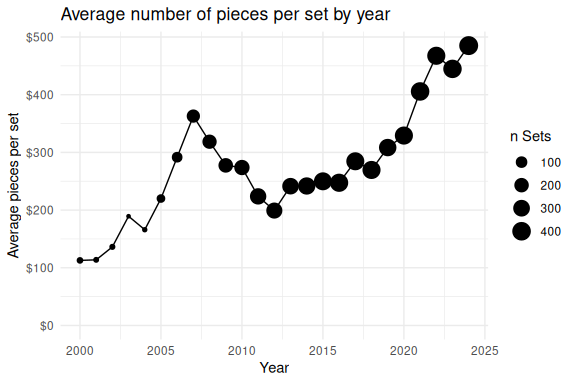 Average number of pieces per set by year
$500
$400
$300
$200
$100
$0
Average pieces per set
2000 2005 2010 2015 2020 2025
Year
n Sets
100
200
300
400